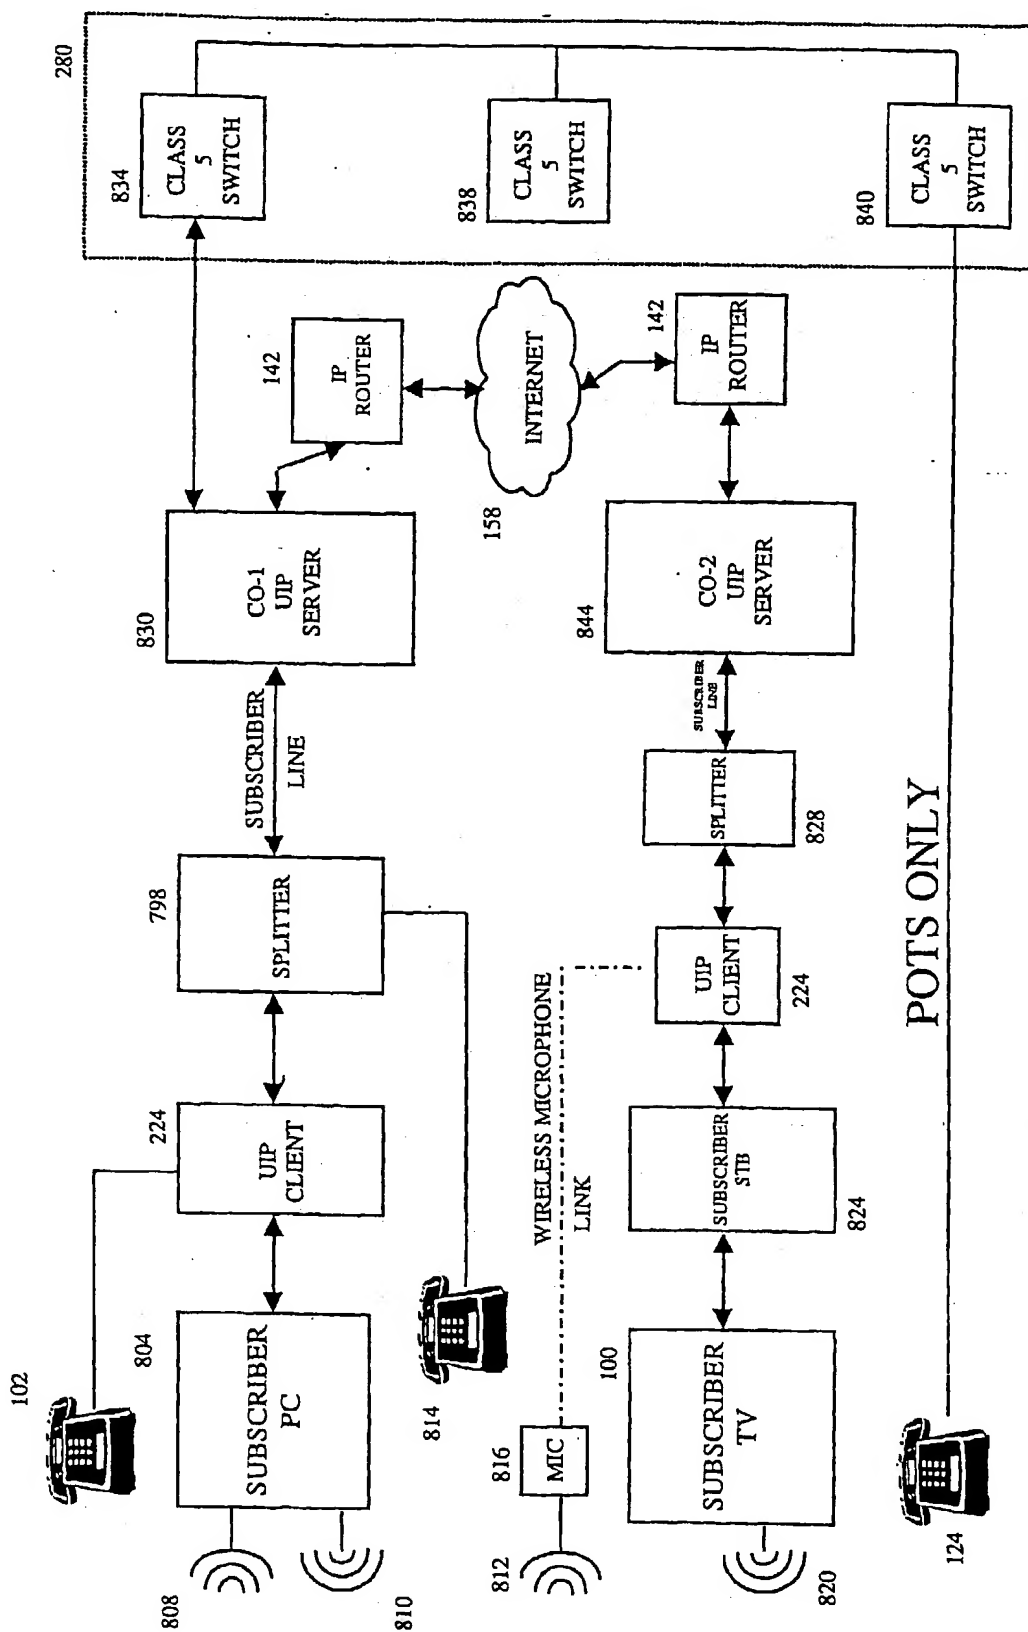 102
280
808
804
224
798
830
834
SUBSCRIBER
PC
UIP
CLIENT
SPLITTER
SUBSCRIBER
LINE
CO-1
UIP
SERVER
142
IP
ROUTER
CLASS
5
SWITCH
810
814
158
INTERNET
838
CLASS
5
SWITCH
812
816
MIC
WIRELESS MICROPHONE
LINK
844
142
820
100
SUBSCRIBER
TV
SUBSCRIBER
STB
824
UIP
CLIENT
224
SPLITTER
828
SUBSCRIBER
LINE
CO-2
UIP
SERVER
IP
ROUTER
840
CLASS
5
SWITCH
POTS ONLY
124